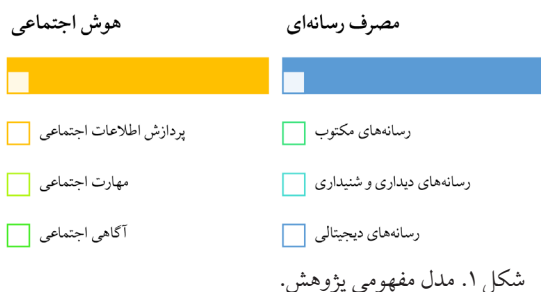 مصرف رسانه‌ای
رسانه‌های مکتوب
رسانه‌های دیداری و شنیداری
رسانه‌های دیجیتالی
هوش اجتماعی
پردازش اطلاعات اجتماعی
مهارت اجتماعی
آگاهی اجتماعی
شکل ۱. مدل مفهومی پژوهش.